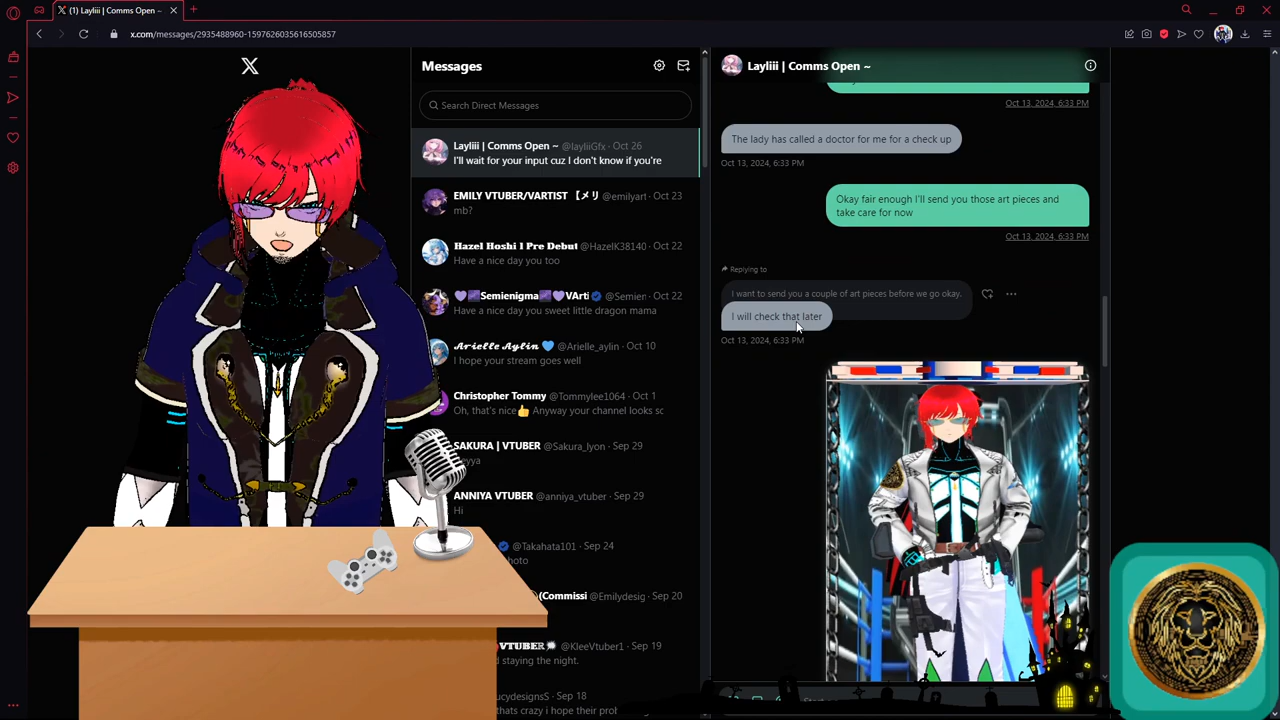 (1) Layliii | Comms Open ~
x.com/messages/2935488960-1597626035616505857
Messages
Search Direct Messages
Layliii | Comms Open ~ @layliiGfx · Oct 26
I'll wait for your input cuz I don't know if you're
EMILY VTUBER/VARTIST 【メリ @emilyart · Oct 23
mb?
Hazel Hoshi | Pre Debut @HazelK38140 · Oct 22
Have a nice day you too
Semienigma VArti @Semien · Oct 22
Have a nice day you sweet little dragon mama
Arielle Aylin @Arielle_aylin · Oct 10
I hope your stream goes well
Christopher Tommy @Tommylee1064 · Oct 1
Oh, that's nice👍 Anyway your channel looks sc
SAKURA | VTUBER @Sakura_lyon · Sep 29
eyya
ANNIYA VTUBER @anniya_vtuber · Sep 29
Hi
@Takahata101 · Sep 24
hoto
(Commissi @Emilydesig · Sep 20
VTUBER @KleeVtuber1 · Sep 19
d staying the night.
ucydesignsS · Sep 18
thats crazy i hope their prob
Layliii | Comms Open ~
Oct 13, 2024, 6:33 PM
The lady has called a doctor for me for a check up
Oct 13, 2024, 6:33 PM
Okay fair enough I'll send you those art pieces and
take care for now
Oct 13, 2024, 6:33 PM
Replying to
I want to send you a couple of art pieces before we go okay.
I will check that later
Oct 13, 2024, 6:33 PM